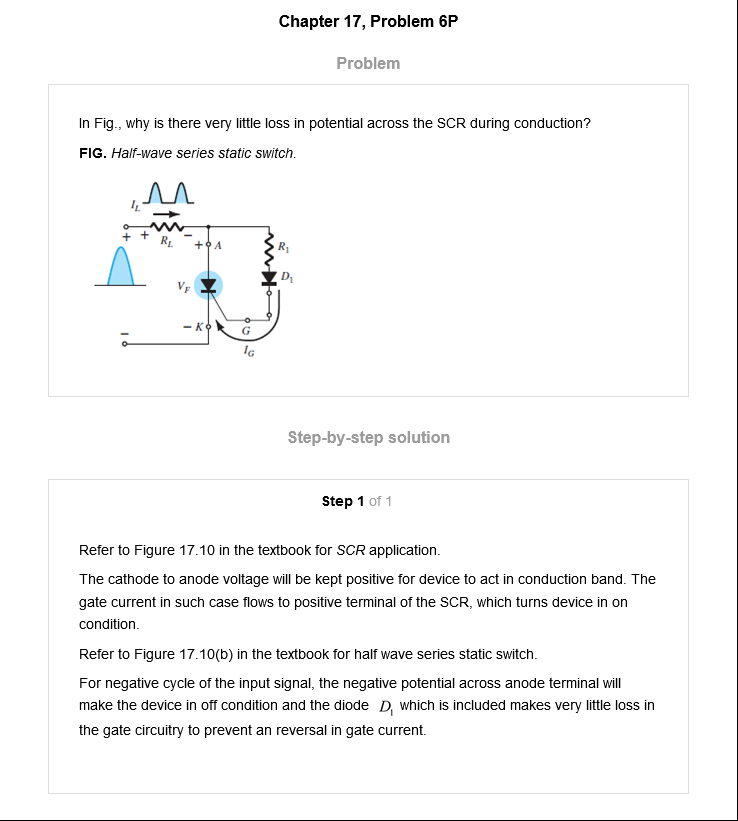 Chapter 17, Problem 6P
Problem
In Fig., why is there very little loss in potential across the SCR during conduction?
FIG. Half-wave series static switch.
I_L
+ + R_L − + A R_1
D_1
V_F
− − K G
I_G
Step-by-step solution
Step 1 of 1
Refer to Figure 17.10 in the textbook for SCR application.
The cathode to anode voltage will be kept positive for device to act in conduction band. The
gate current in such case flows to positive terminal of the SCR, which turns device in on
condition.
Refer to Figure 17.10(b) in the textbook for half wave series static switch.
For negative cycle of the input signal, the negative potential across anode terminal will
make the device in off condition and the diode D_1 which is included makes very little loss in
the gate circuitry to prevent an reversal in gate current.